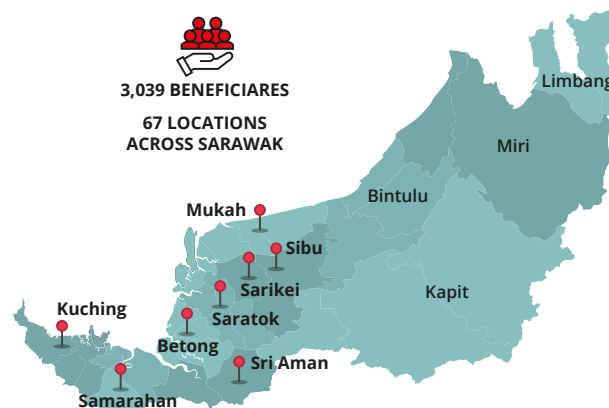 3,039 BENEFICIARES
67 LOCATIONS
ACROSS SARAWAK
Limbang
Miri
Bintulu
Mukah
Sibu
Sarikei
Kapit
Kuching
Saratok
Betong
Sri Aman
Samarahan